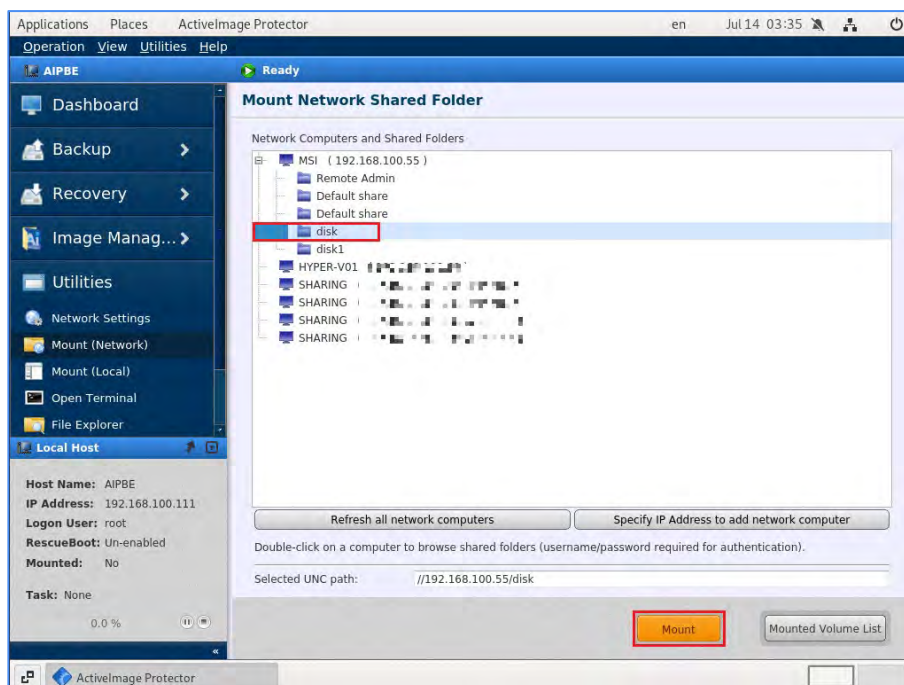 Applications Places ActiveImage Protector en Jul 14 03:35
Operation View Utilities Help
AIPBE
Ready
Dashboard
Backup
Recovery
Image Manag...
Utilities
Network Settings
Mount (Network)
Mount (Local)
Open Terminal
File Explorer
Local Host
Host Name: AIPBE
IP Address: 192.168.100.111
Logon User: root
RescueBoot: Un-enabled
Mounted: No
Task: None
0.0 %
«
Mount Network Shared Folder
Network Computers and Shared Folders
MSI ( 192.168.100.55 )
Remote Admin
Default share
Default share
disk
disk1
HYPER-V01
SHARING
SHARING
SHARING
SHARING
Refresh all network computers
Specify IP Address to add network computer
Double-click on a computer to browse shared folders (username/password required for authentication).
Selected UNC path: //192.168.100.55/disk
Mount
Mounted Volume List
ActiveImage Protector